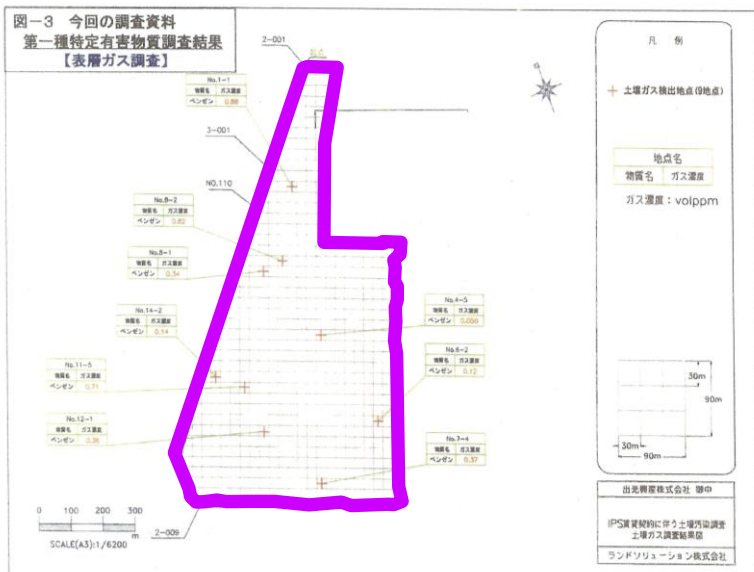 図－3 今回の調査資料
第一種特定有害物質調査結果
【表層ガス調査】
2-001
No.1-1
物質名 ガス濃度
ベンゼン 0.88
3-001
NO.110
No.8-2
物質名 ガス濃度
ベンゼン 0.82
No.8-1
物質名 ガス濃度
ベンゼン 0.34
No.14-2
物質名 ガス濃度
ベンゼン 0.14
No.11-5
物質名 ガス濃度
ベンゼン 0.71
No.12-1
物質名 ガス濃度
ベンゼン
No.4-5
物質名 ガス濃度
ベンゼン
No.6-2
物質名 ガス濃度
ベンゼン 0.12
No.7-4
物質名 ガス濃度
ベンゼン 0.37
2-009
0 100 200 300
m
SCALE(A3):1/6200
凡 例
土壌ガス検出地点(9地点)
地点名
物質名 ガス濃度
ガス濃度：volppm
30m
90m
30m
90m
出光興産株式会社 御中
IPS賃貸契約に伴う土壌汚染調査
土壌ガス調査結果図
ランドソリューション株式会社